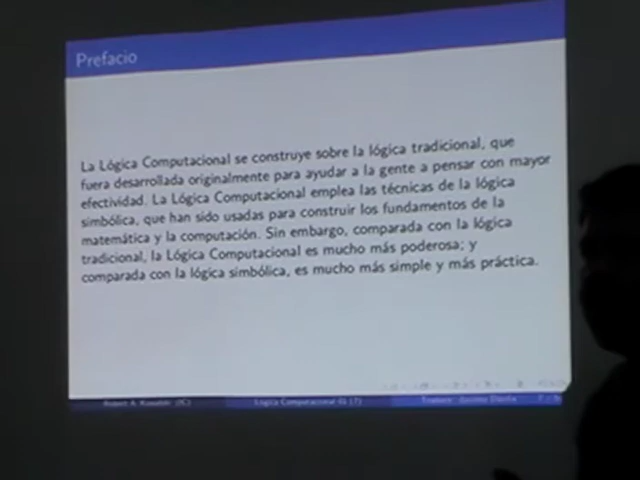 Prefacio
La Lógica Computacional se construye sobre la lógica tradicional, que
fuera desarrollada originalmente para ayudar a la gente a pensar con mayor
efectividad. La Lógica Computacional emplea las técnicas de la lógica
simbólica, que han sido usadas para construir los fundamentos de la
matemática y la computación. Sin embargo, comparada con la lógica
tradicional, la Lógica Computacional es mucho más poderosa; y
comparada con la lógica simbólica, es mucho más simple y más práctica.
Robert A. Kowalski (IC) Lógica Computacional